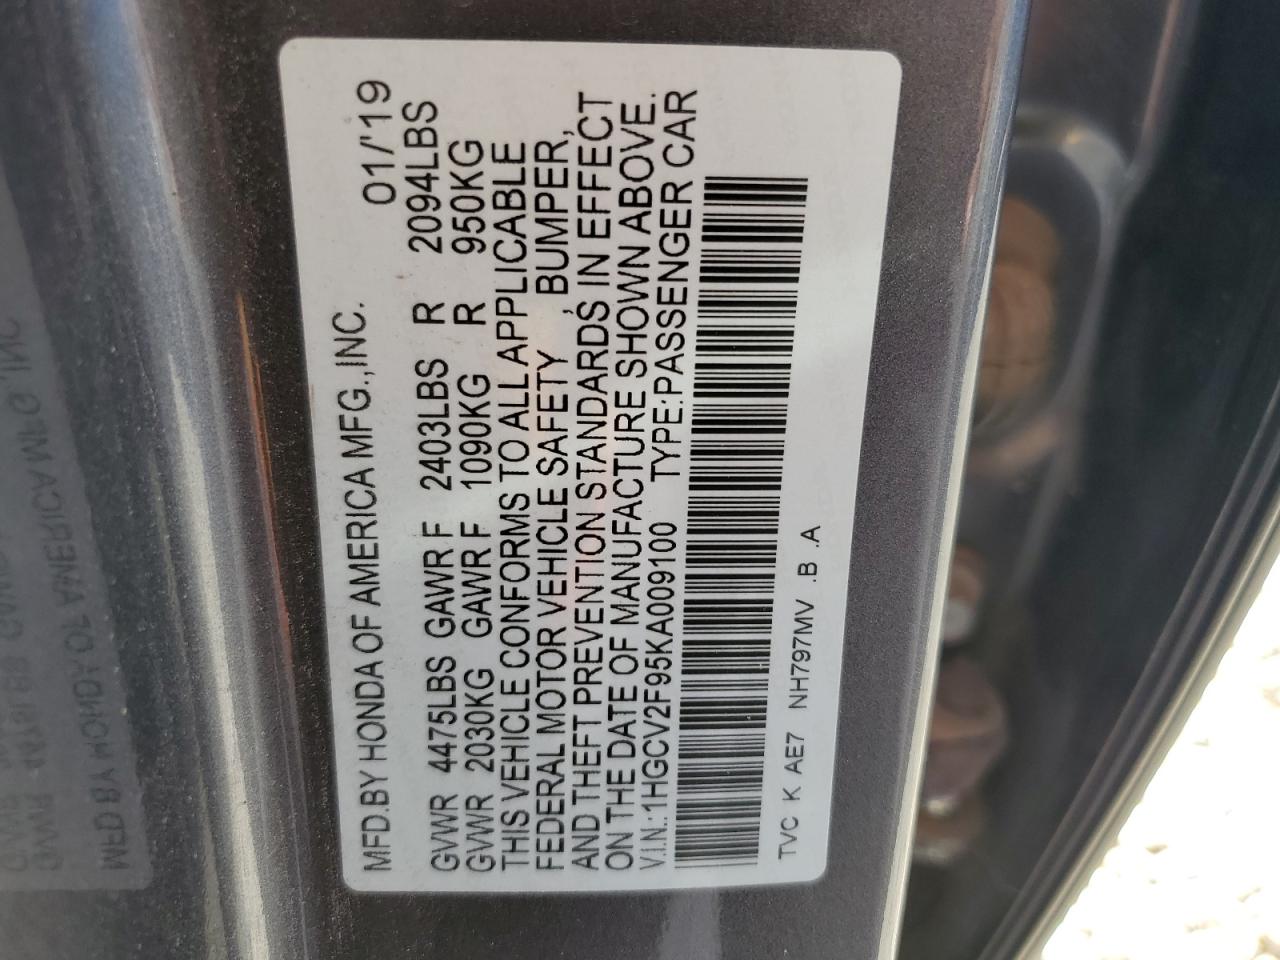 MFD.BY HONDA OF AMERICA MFG.,INC. 01/'19
GVWR 4475LBS GAWR F 2403LBS R 2094LBS
GVWR 2030KG GAWR F 1090KG R 950KG
THIS VEHICLE CONFORMS TO ALL APPLICABLE
FEDERAL MOTOR VEHICLE SAFETY , BUMPER,
AND THEFT PREVENTION STANDARDS IN EFFECT
ON THE DATE OF MANUFACTURE SHOWN ABOVE.
V.I.N.:1HGCV2F95KA009100 TYPE:PASSENGER CAR
TVC K AE7 NH797MV .B .A